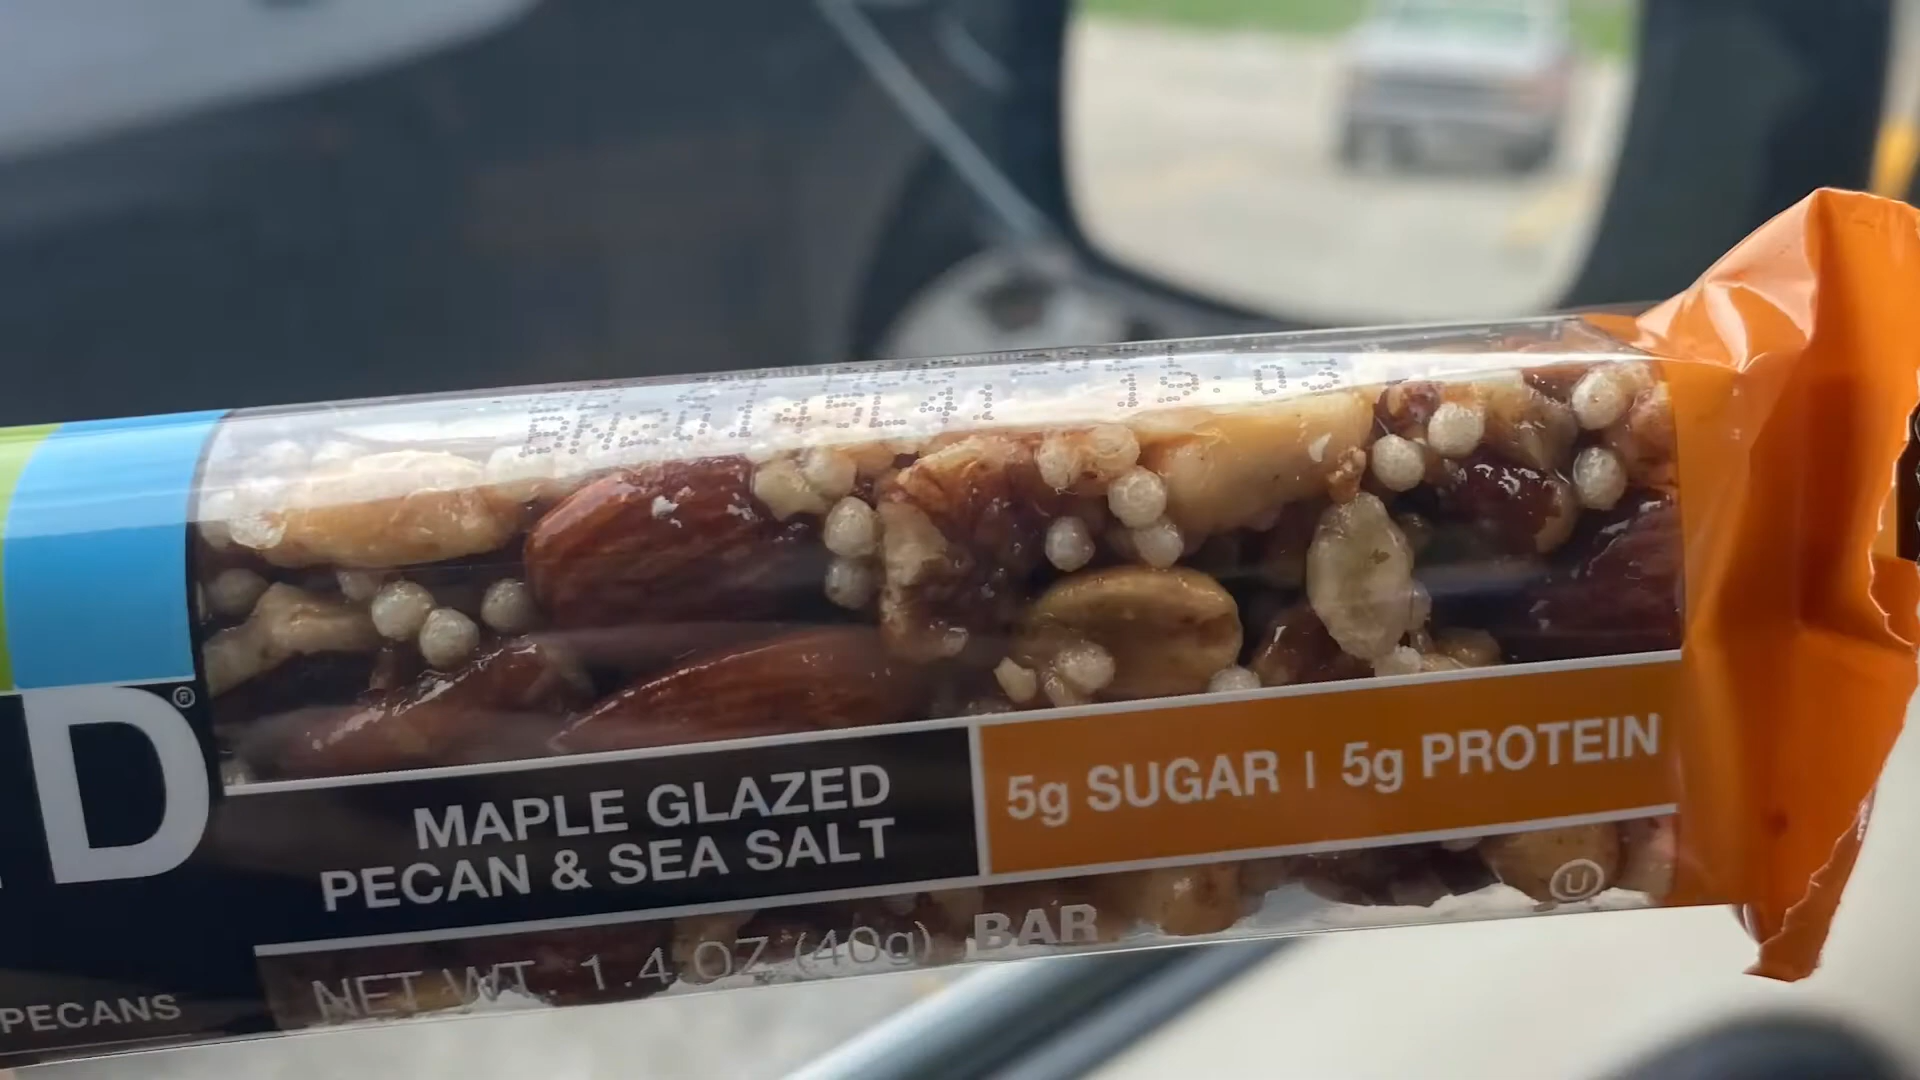 D®
MAPLE GLAZED
PECAN & SEA SALT
5g SUGAR | 5g PROTEIN
U
NET WT. 1.4 OZ (40g) BAR
PECANS